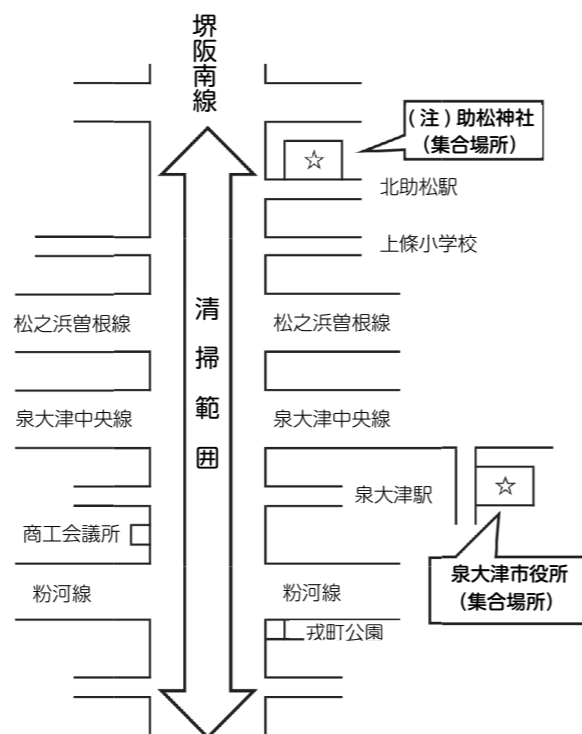 堺阪南線
(注)助松神社
(集合場所)
☆
北助松駅
上條小学校
清掃範囲
松之浜曽根線
松之浜曽根線
泉大津中央線
泉大津中央線
泉大津駅
☆
商工会議所
泉大津市役所
(集合場所)
粉河線
粉河線
戎町公園